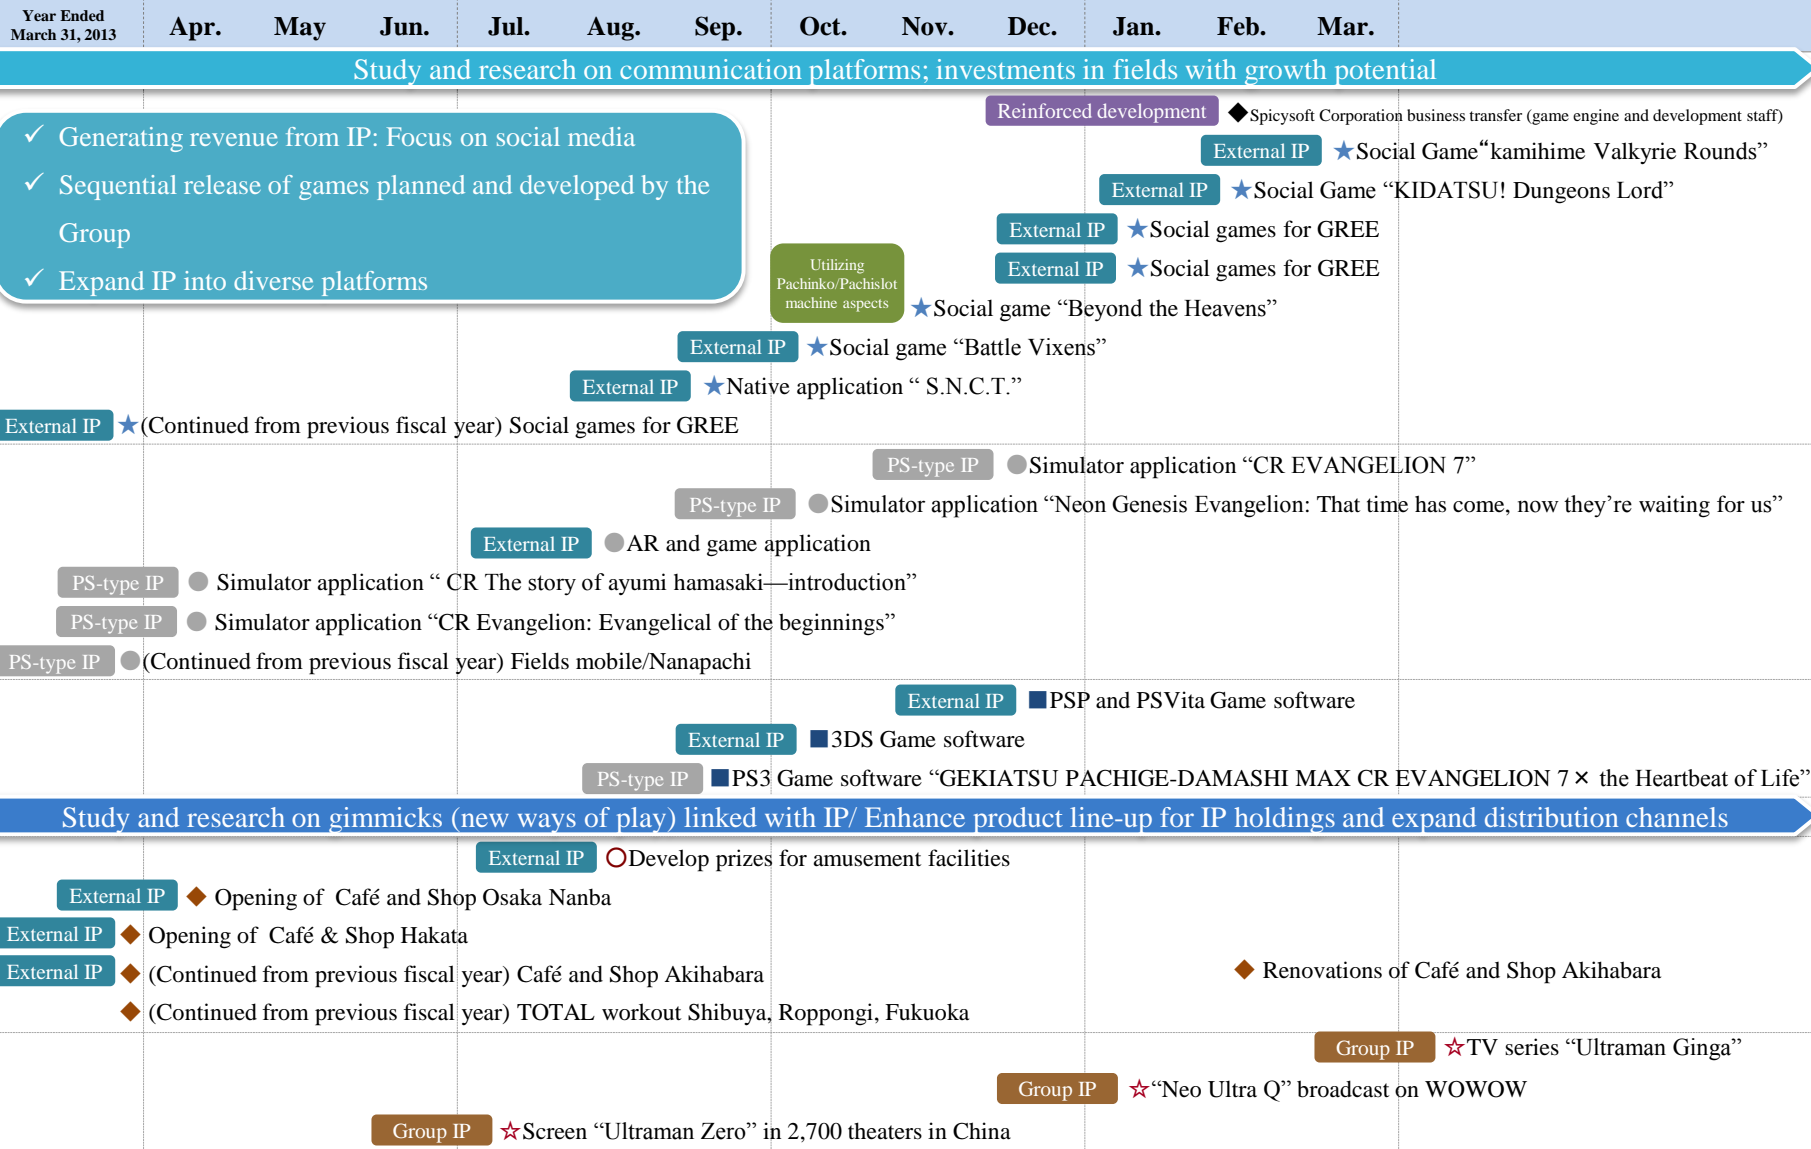 Year Ended
March 31, 2013
Apr. May Jun. Jul. Aug. Sep. Oct. Nov. Dec. Jan. Feb. Mar.
Study and research on communication platforms; investments in fields with growth potential
✓ Generating revenue from IP: Focus on social media
✓ Sequential release of games planned and developed by the
Group
✓ Expand IP into diverse platforms
Reinforced development ◆Spicysoft Corporation business transfer (game engine and development staff)
External IP ★Social Game“kamihime Valkyrie Rounds”
External IP ★Social Game “KIDATSU! Dungeons Lord”
External IP ★Social games for GREE
External IP ★Social games for GREE
Utilizing
Pachinko/Pachislot
machine aspects
★Social game “Beyond the Heavens”
External IP ★Social game “Battle Vixens”
External IP ★Native application “ S.N.C.T.”
External IP ★(Continued from previous fiscal year) Social games for GREE
PS-type IP ●Simulator application “CR EVANGELION 7”
PS-type IP ●Simulator application “Neon Genesis Evangelion: That time has come, now they’re waiting for us”
External IP ●AR and game application
PS-type IP ● Simulator application “ CR The story of ayumi hamasaki—introduction”
PS-type IP ● Simulator application “CR Evangelion: Evangelical of the beginnings”
PS-type IP ●(Continued from previous fiscal year) Fields mobile/Nanapachi
External IP ■PSP and PSVita Game software
External IP ■3DS Game software
PS-type IP ■PS3 Game software “GEKIATSU PACHIGE-DAMASHI MAX CR EVANGELION 7× the Heartbeat of Life”
Study and research on gimmicks (new ways of play) linked with IP/ Enhance product line-up for IP holdings and expand distribution channels
External IP ○Develop prizes for amusement facilities
External IP ◆ Opening of Café and Shop Osaka Nanba
External IP ◆ Opening of Café & Shop Hakata
External IP ◆ (Continued from previous fiscal year) Café and Shop Akihabara ◆ Renovations of Café and Shop Akihabara
◆ (Continued from previous fiscal year) TOTAL workout Shibuya, Roppongi, Fukuoka
Group IP ☆TV series “Ultraman Ginga”
Group IP ☆“Neo Ultra Q” broadcast on WOWOW
Group IP ☆Screen “Ultraman Zero” in 2,700 theaters in China